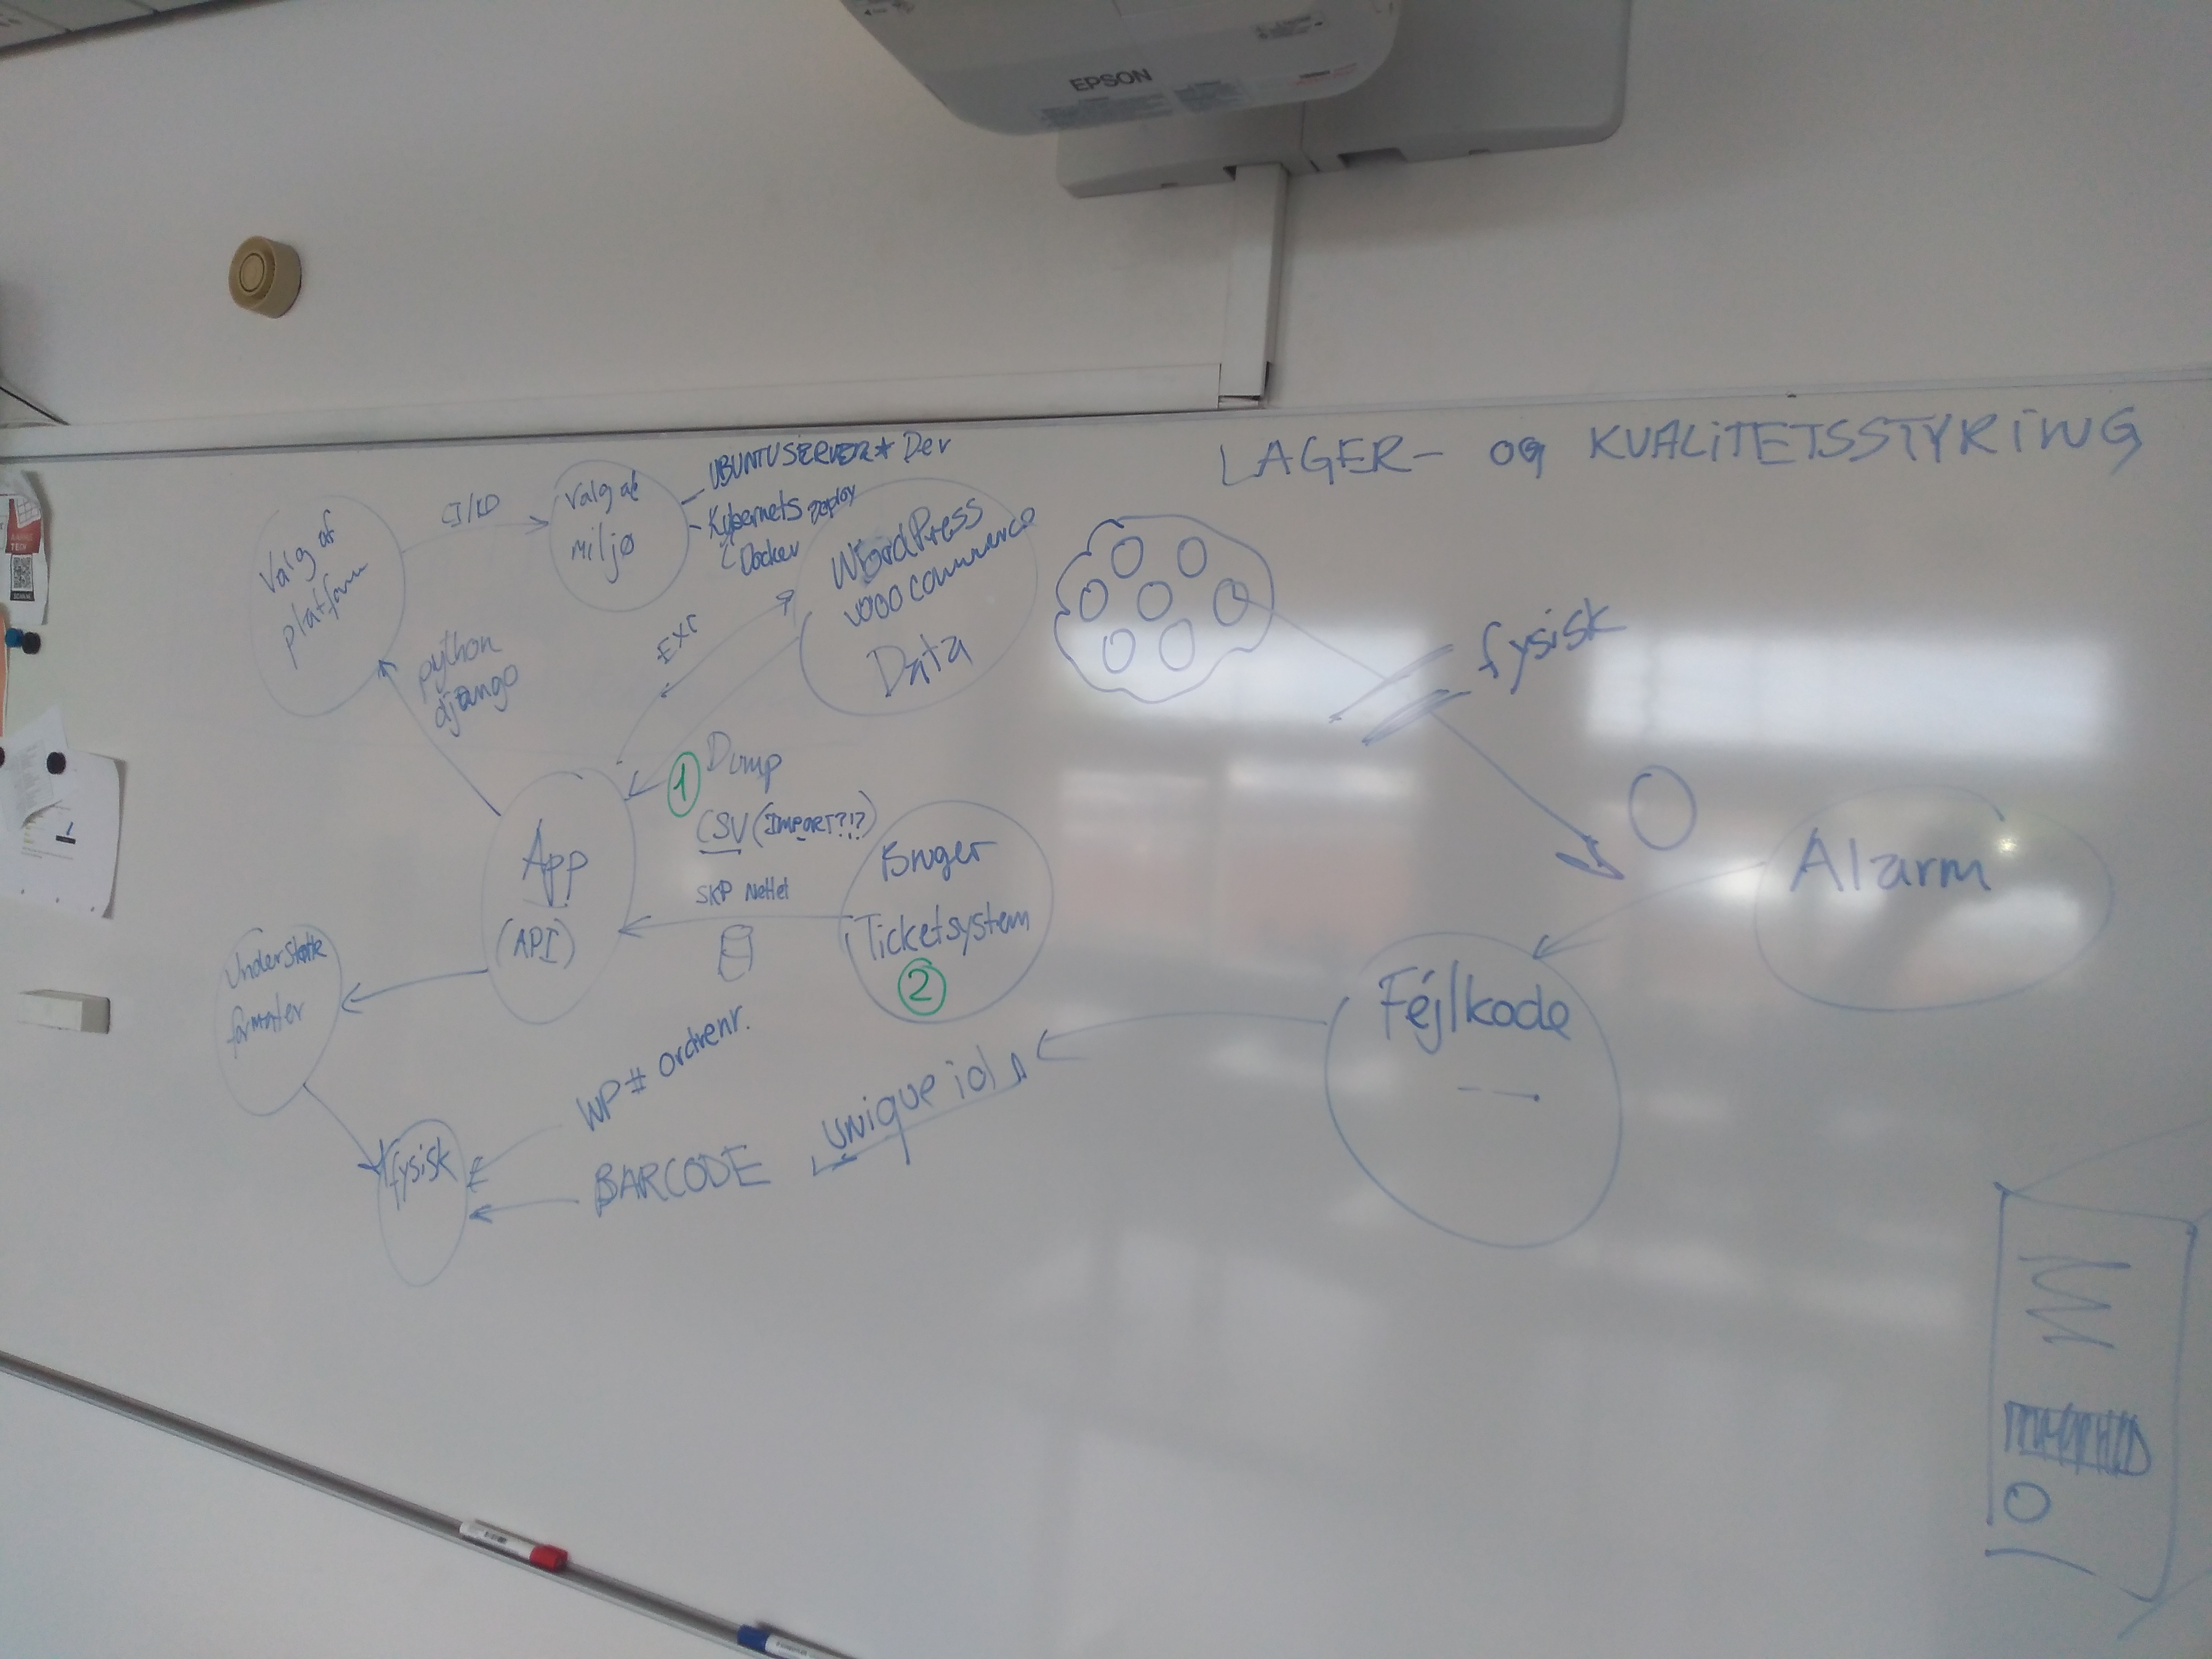 EPSON
LAGER- OG KVALITETSSTYRING
UBUNTU SERVER* Dev
Kubernets deploy
Docker
CI/CD
Valg af
miljø
Valg af
platform
python
django
Ext
WordPress
woocommerce
Data
fysisk
1
Dump
CSV (IMPORT?!?)
SKP Nettet
App
(API)
Bruger
Ticketsystem
2
Alarm
Fejlkode
Understøtte
formater
WP# ordrenr.
unique id
BARCODE
fysisk